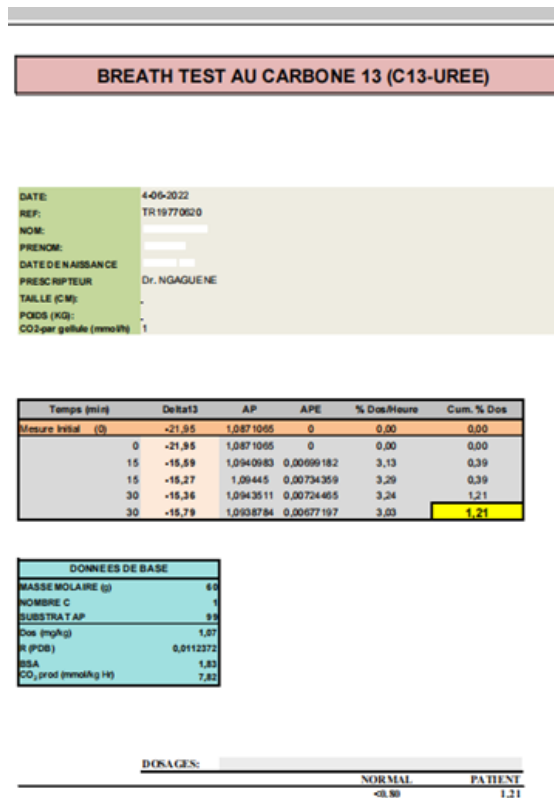 BREATH TEST AU CARBONE 13 (C13-UREE)
DATE: 4-06-2022
REF: TR19770620
NOM:
PRENOM:
DATE DE NAISSANCE
PRESCRIPTEUR Dr. NGAGUENE
TAILLE (CM): -
POIDS (KG): -
CO2-par gellule (mmol/h) 1
Temps (min) Delta13 AP APE % Dos/Heure Cum. % Dos
Mesure Initial (0) -21,95 1,0871065 0 0,00 0,00
0 -21,95 1,0871065 0 0,00 0,00
15 -15,59 1,0940983 0,00699182 3,13 0,39
15 -15,27 1,09445 0,00734359 3,29 0,39
30 -15,36 1,0943511 0,00724465 3,24 1,21
30 -15,79 1,0938784 0,00677197 3,03 1,21
DONNEES DE BASE
MASSE MOLAIRE (g) 60
NOMBRE C 1
SUBSTRAT AP 99
Dos (mg/kg) 1,07
R (PDB) 0,0112372
BSA 1,83
CO2 prod (mmol/kg Hr) 7,82
DOSAGES:
NORMAL PATIENT
<0.80 1.21